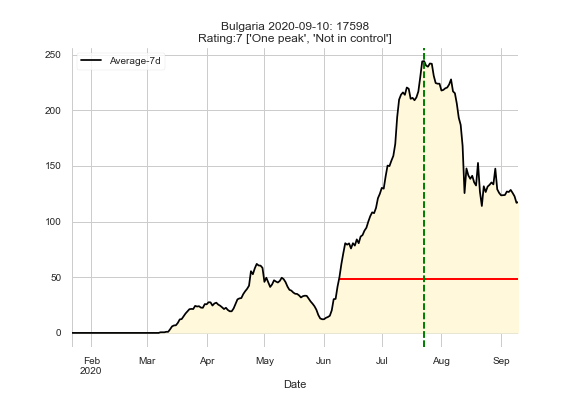 Bulgaria 2020-09-10: 17598
Rating:7 ['One peak', 'Not in control']
Average-7d
250
200
150
100
50
0
Feb
2020
Mar
Apr
May
Jun
Jul
Aug
Sep
Date